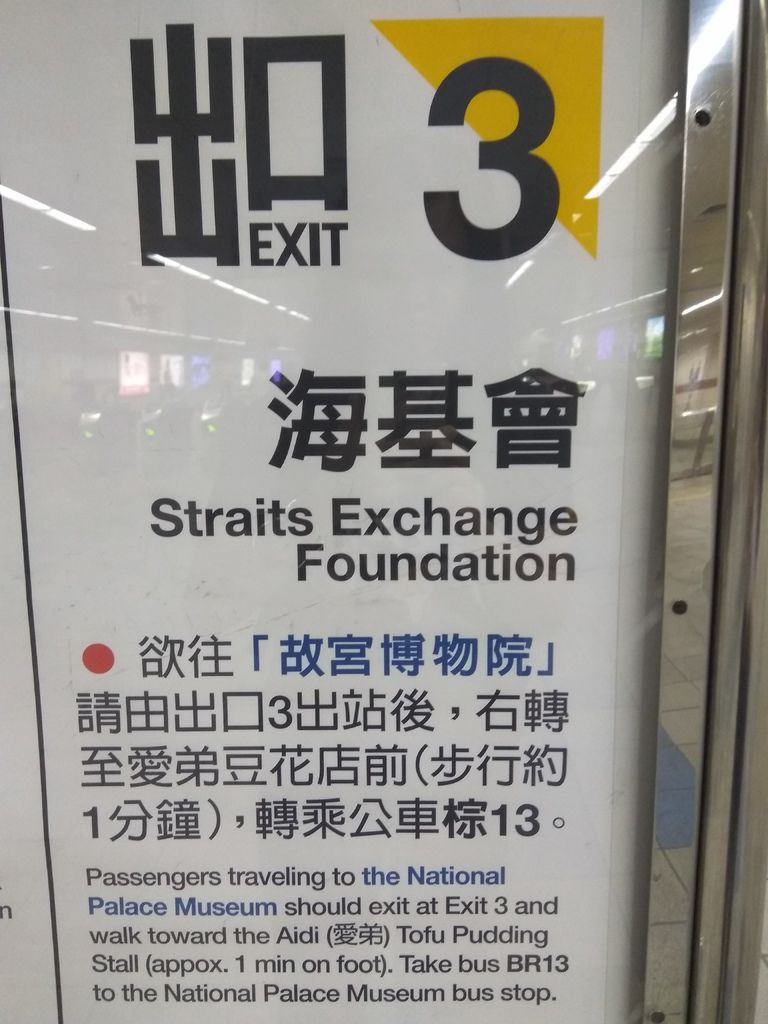 出口 EXIT 3
海基會
Straits Exchange
Foundation
● 欲往「故宮博物院」
請由出口3出站後，右轉
至愛弟豆花店前(步行約
1分鐘)，轉乘公車棕13。
Passengers traveling to the National
Palace Museum should exit at Exit 3 and
walk toward the Aidi (愛弟) Tofu Pudding
Stall (appox. 1 min on foot). Take bus BR13
to the National Palace Museum bus stop.
n